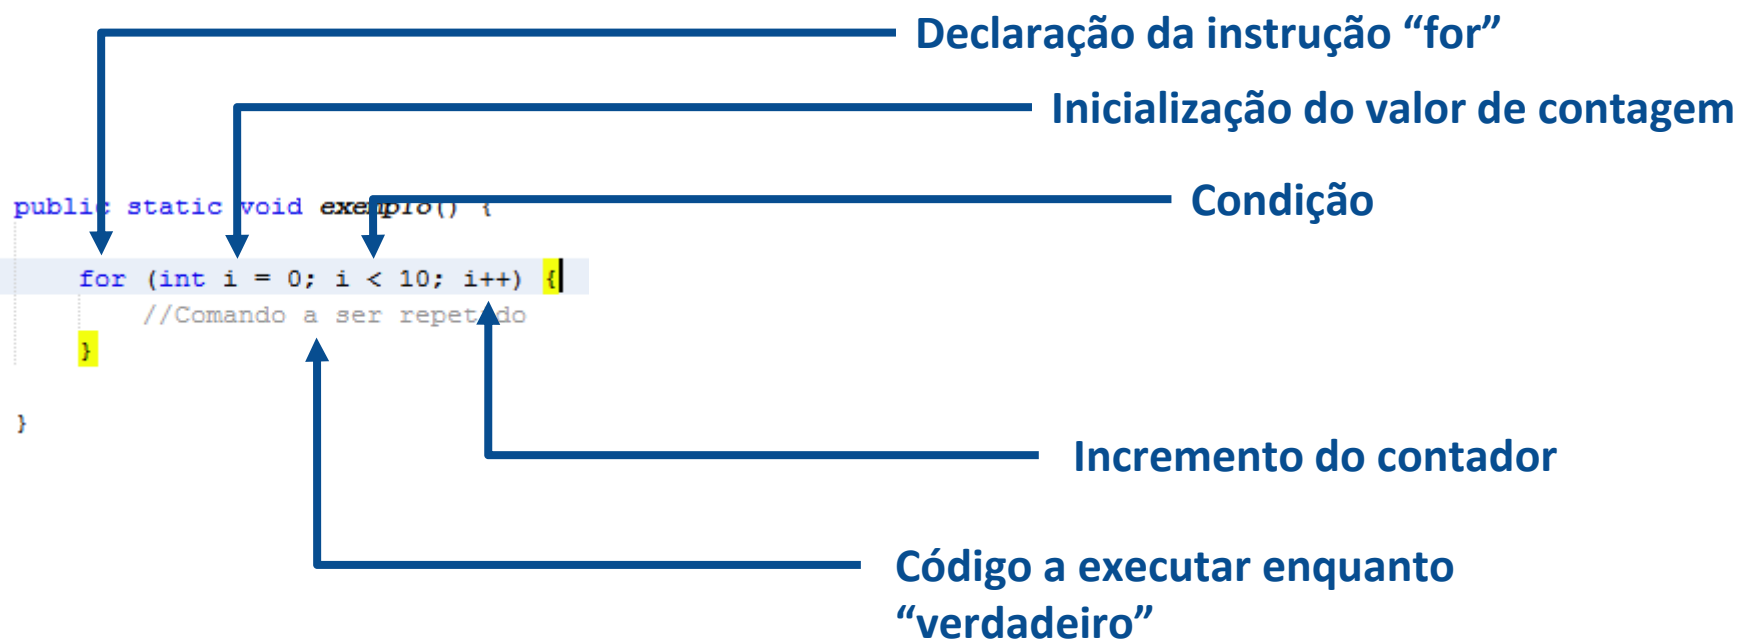 Declaração da instrução “for”
Inicialização do valor de contagem
Condição
public static void exemplo() {
for (int i = 0; i < 10; i++) {
//Comando a ser repetido
}
}
Incremento do contador
Código a executar enquanto
“verdadeiro”